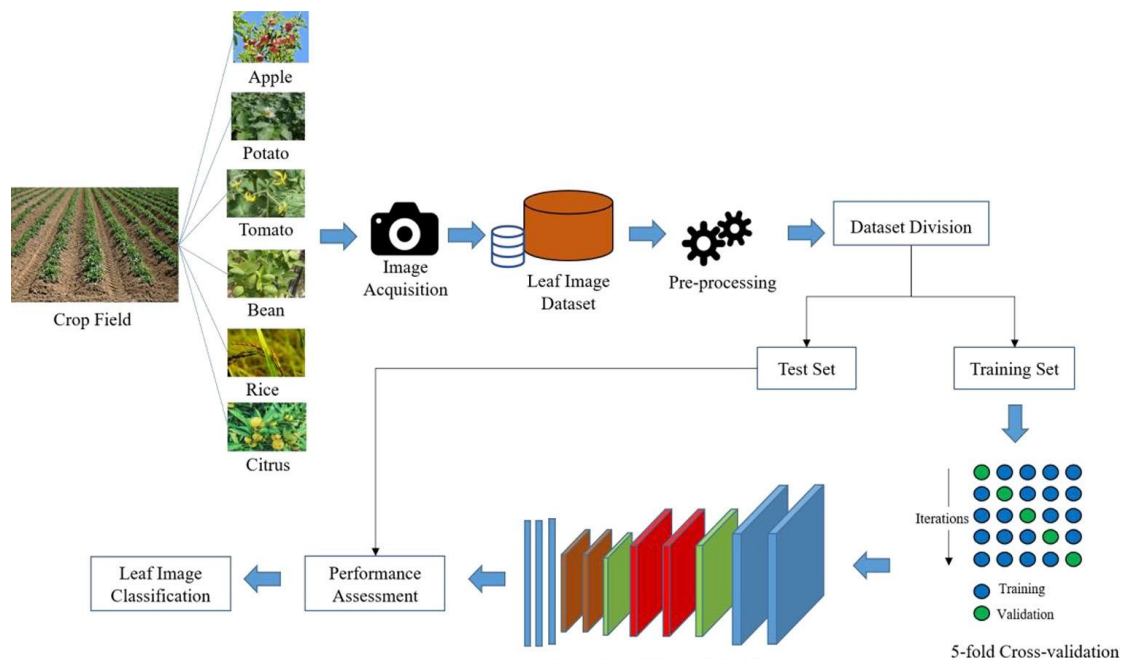 Apple
Potato
Tomato
Bean
Rice
Citrus
Crop Field
Image
Acquisition
Leaf Image
Dataset
Pre-processing
Dataset Division
Test Set
Training Set
Iterations
Training
Validation
5-fold Cross-validation
Performance
Assessment
Leaf Image
Classification